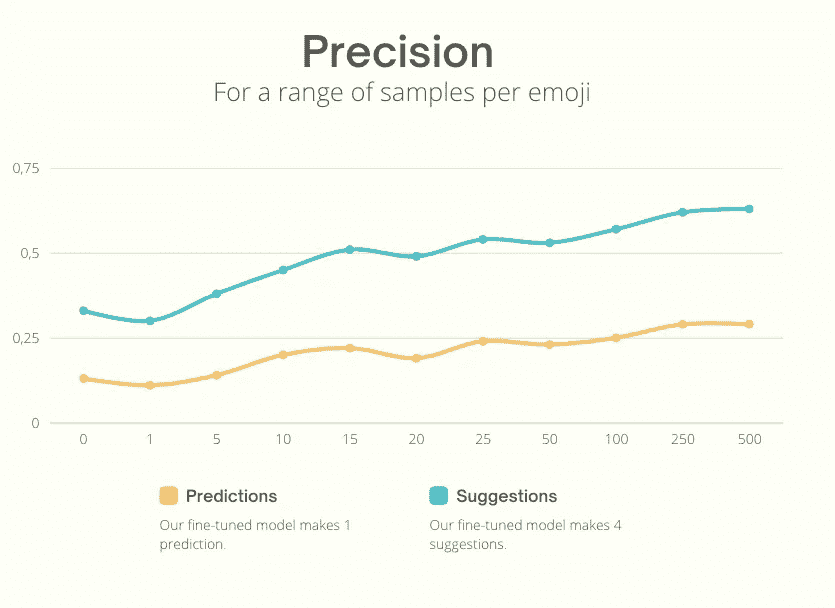 Precision
For a range of samples per emoji
0,75
0,5
0,25
0
0 1 5 10 15 20 25 50 100 250 500
Predictions
Our fine-tuned model makes 1
prediction.
Suggestions
Our fine-tuned model makes 4
suggestions.